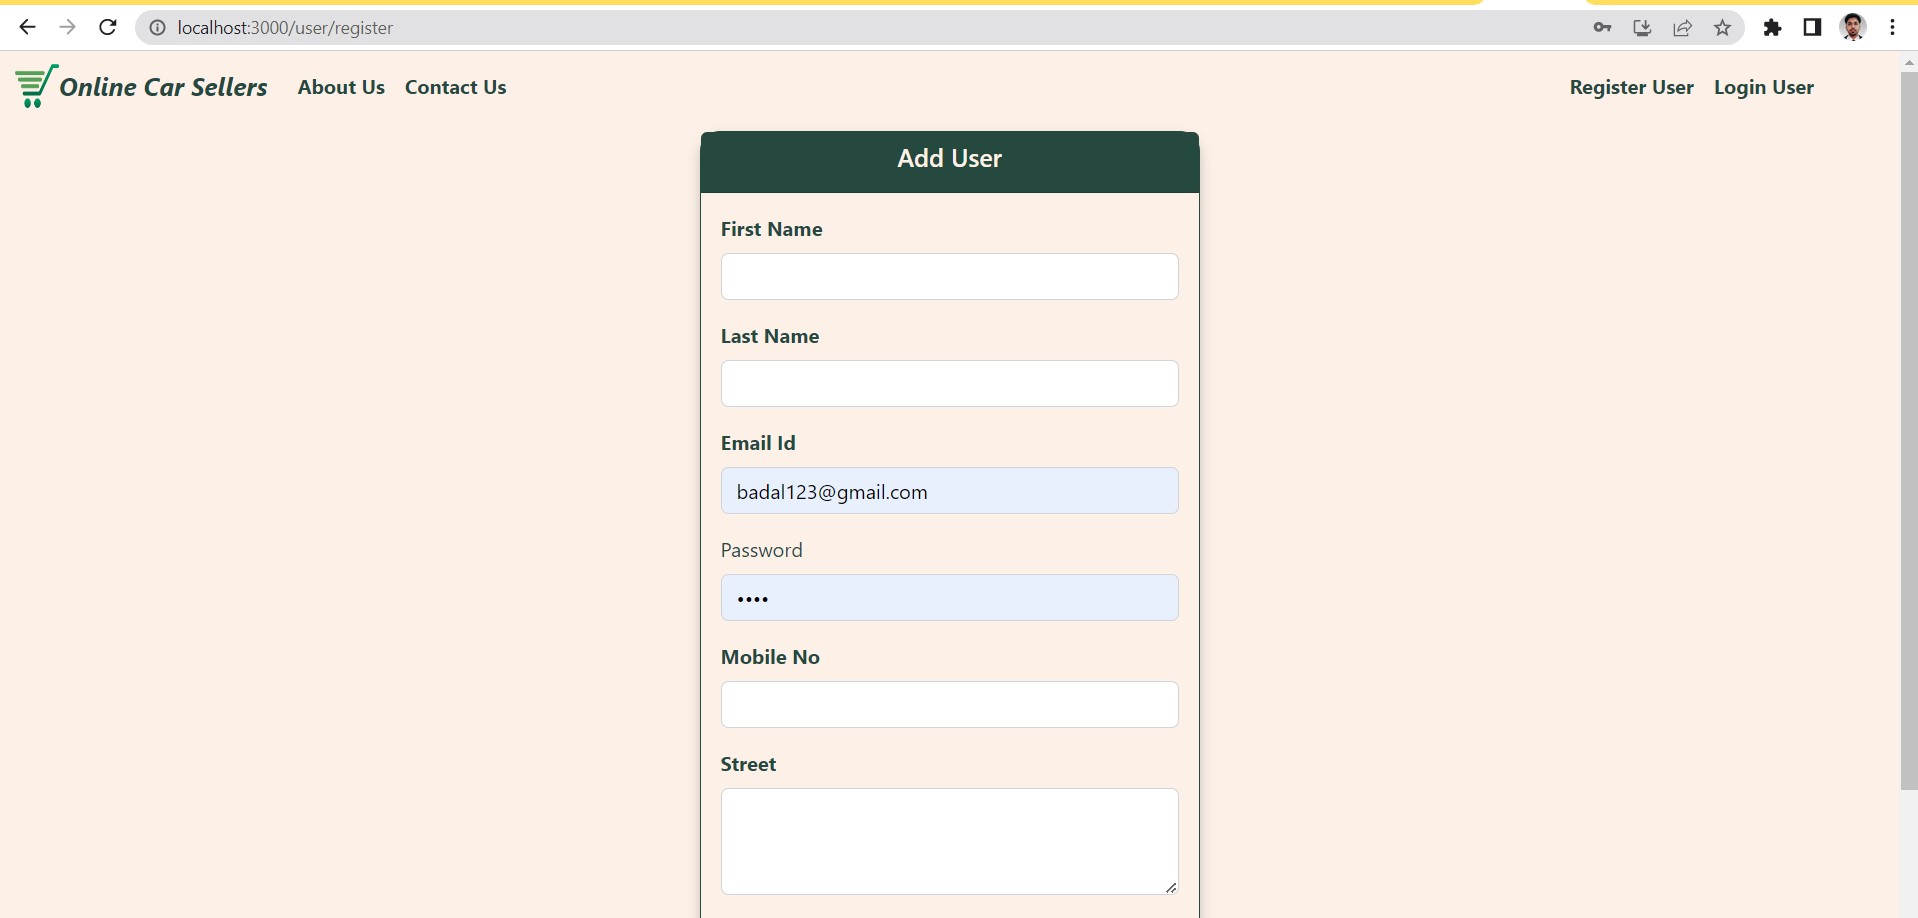 localhost:3000/user/register
Online Car Sellers About Us Contact Us Register User Login User
Add User
First Name
Last Name
Email Id
badal123@gmail.com
Password
••••
Mobile No
Street